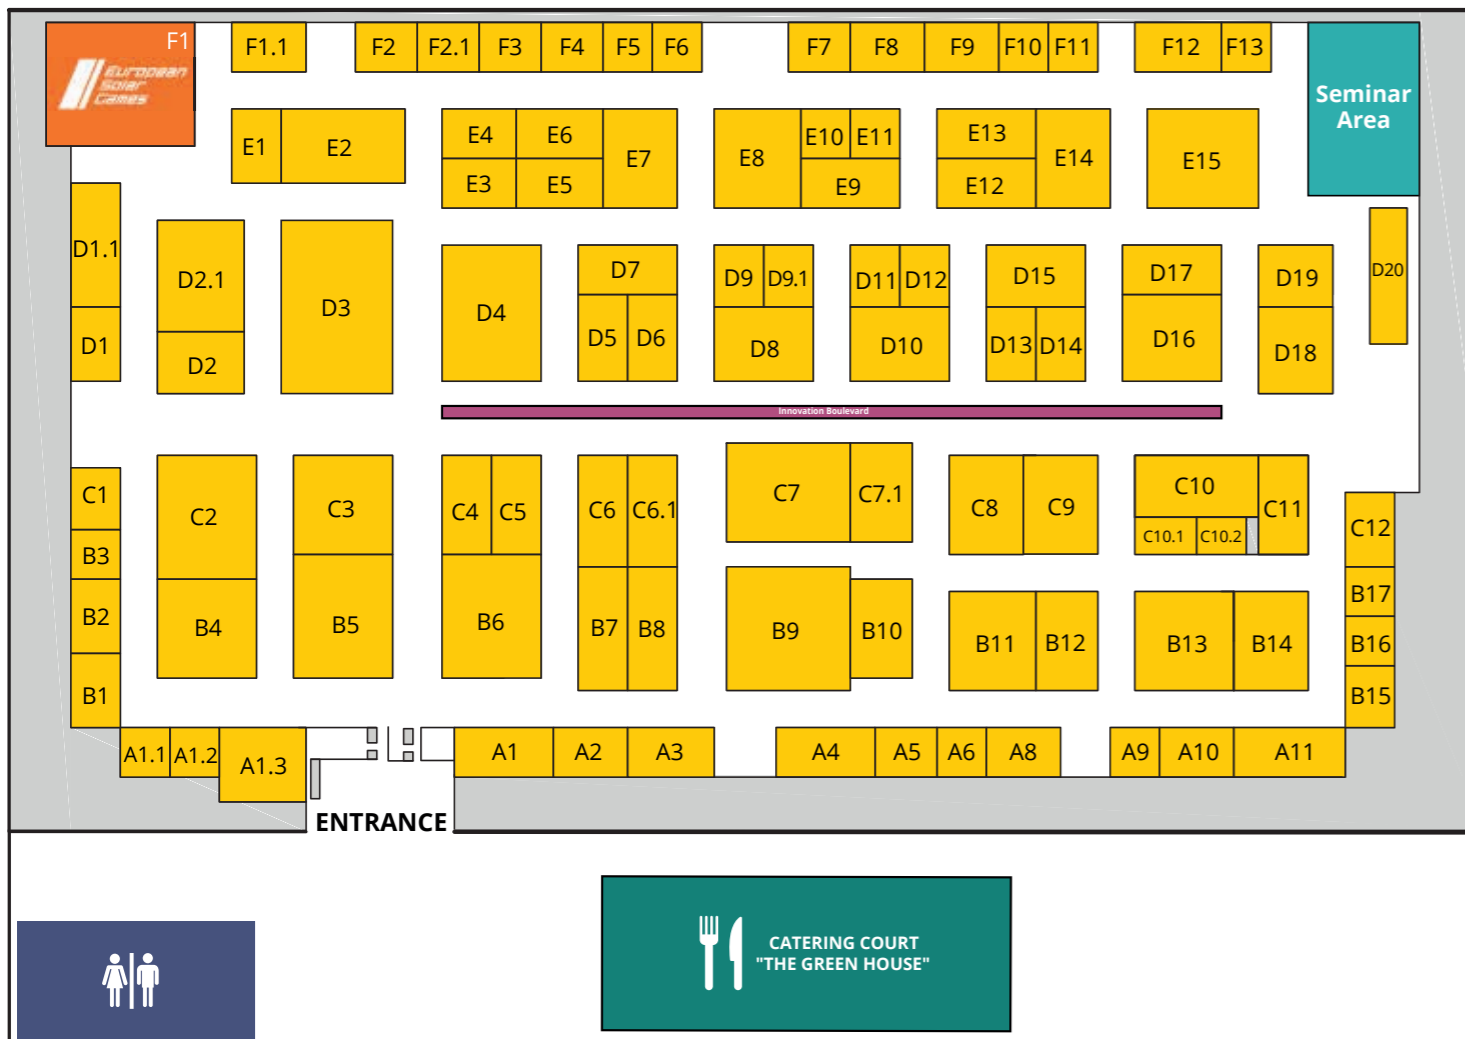 F1
European
Solar
Games
F1.1
F2
F2.1
F3
F4
F5
F6
F7
F8
F9
F10
F11
F12
F13
Seminar
Area
E1
E2
E4
E6
E3
E5
E7
E8
E10
E11
E9
E13
E12
E14
E15
D1.1
D1
D2.1
D2
D3
D4
D7
D5
D6
D9
D9.1
D8
D11
D12
D10
D15
D13
D14
D17
D16
D19
D18
D20
Innovation Boulevard
C1
C2
C3
C4
C5
C6
C6.1
C7
C7.1
C8
C9
C10
C10.1
C10.2
C11
C12
B3
B2
B1
B4
B5
B6
B7
B8
B9
B10
B11
B12
B13
B14
B17
B16
B15
A1.1
A1.2
A1.3
A1
A2
A3
A4
A5
A6
A8
A9
A10
A11
ENTRANCE
CATERING COURT
"THE GREEN HOUSE"